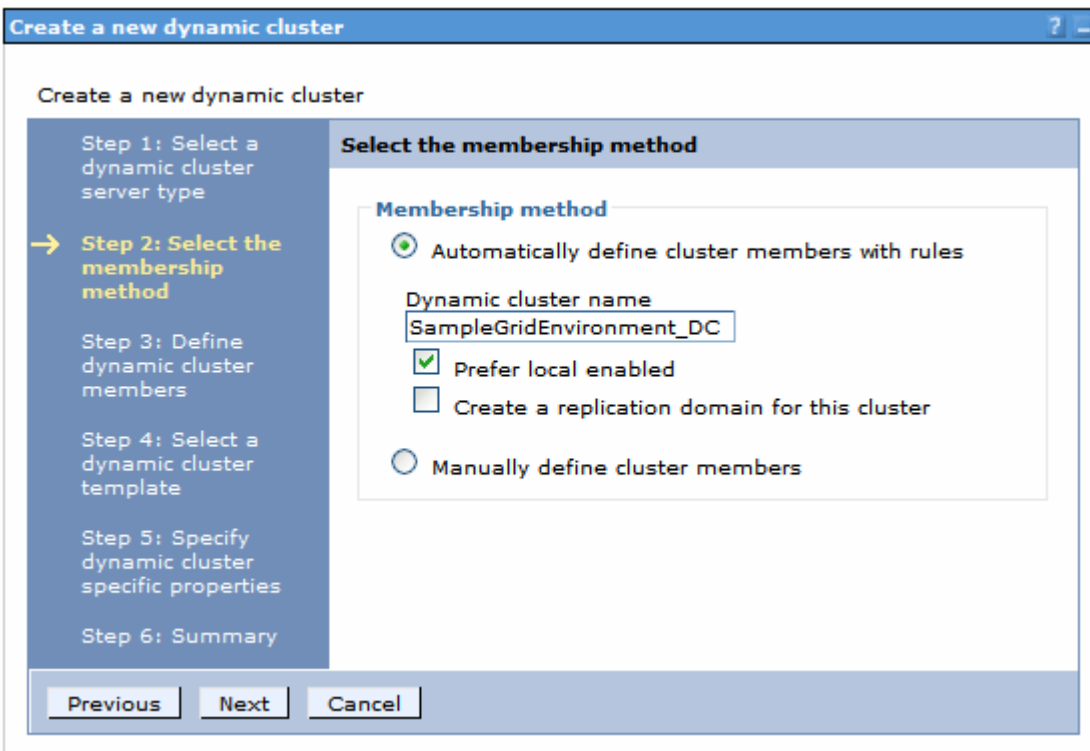 Create a new dynamic cluster
?
Create a new dynamic cluster
Step 1: Select a
dynamic cluster
server type
Step 2: Select the
membership
method
Step 3: Define
dynamic cluster
members
Step 4: Select a
dynamic cluster
template
Step 5: Specify
dynamic cluster
specific properties
Step 6: Summary
Select the membership method
Membership method
Automatically define cluster members with rules
Dynamic cluster name
SampleGridEnvironment_DC
Prefer local enabled
Create a replication domain for this cluster
Manually define cluster members
Previous
Next
Cancel